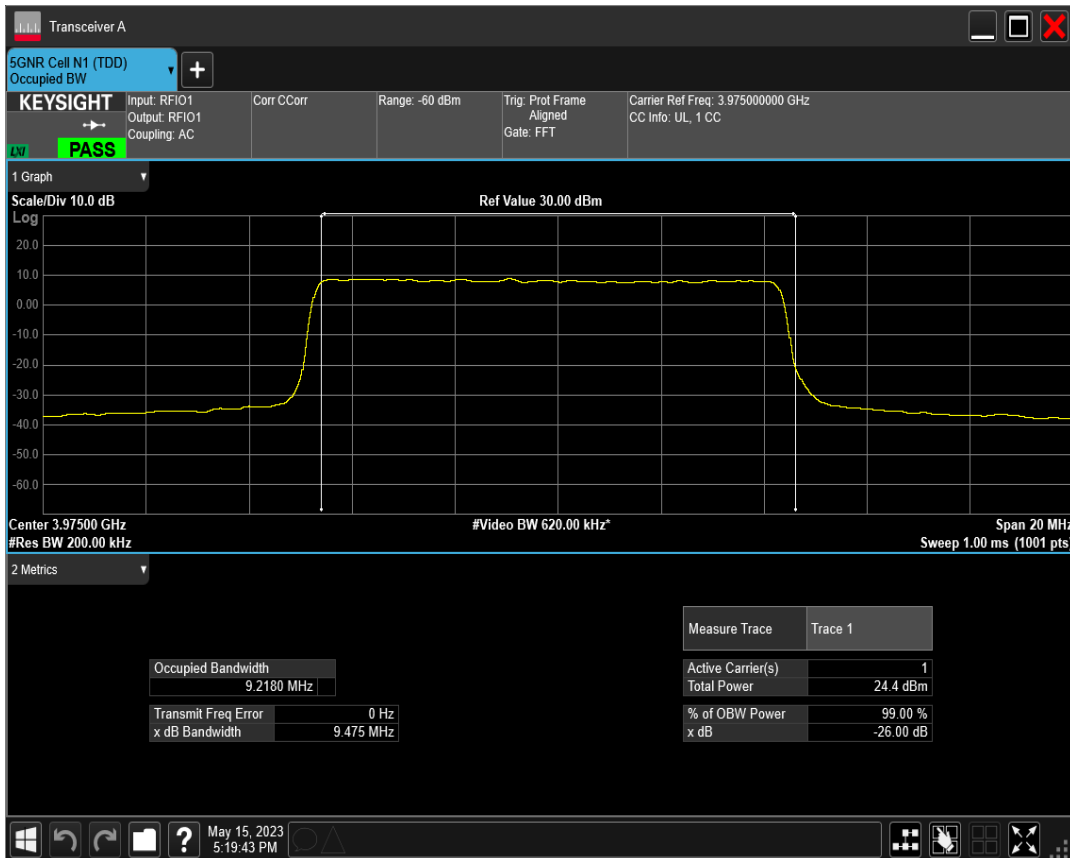 Transceiver A
5GNR Cell N1 (TDD)
Occupied BW
+
KEYSIGHT
LXI
PASS
Input: RFIO1
Output: RFIO1
Coupling: AC
Corr CCorr
Range: -60 dBm
Trig: Prot Frame
Aligned
Gate: FFT
Carrier Ref Freq: 3.975000000 GHz
CC Info: UL, 1 CC
1 Graph
Scale/Div 10.0 dB
Ref Value 30.00 dBm
Log
20.0
10.0
0.00
-10.0
-20.0
-30.0
-40.0
-50.0
-60.0
Center 3.97500 GHz
#Video BW 620.00 kHz*
Span 20 MHz
#Res BW 200.00 kHz
Sweep 1.00 ms (1001 pts)
2 Metrics
Measure Trace Trace 1
Occupied Bandwidth
9.2180 MHz
Transmit Freq Error 0 Hz
x dB Bandwidth 9.475 MHz
Active Carrier(s) 1
Total Power 24.4 dBm
% of OBW Power 99.00 %
x dB -26.00 dB
?
May 15, 2023
5:19:43 PM